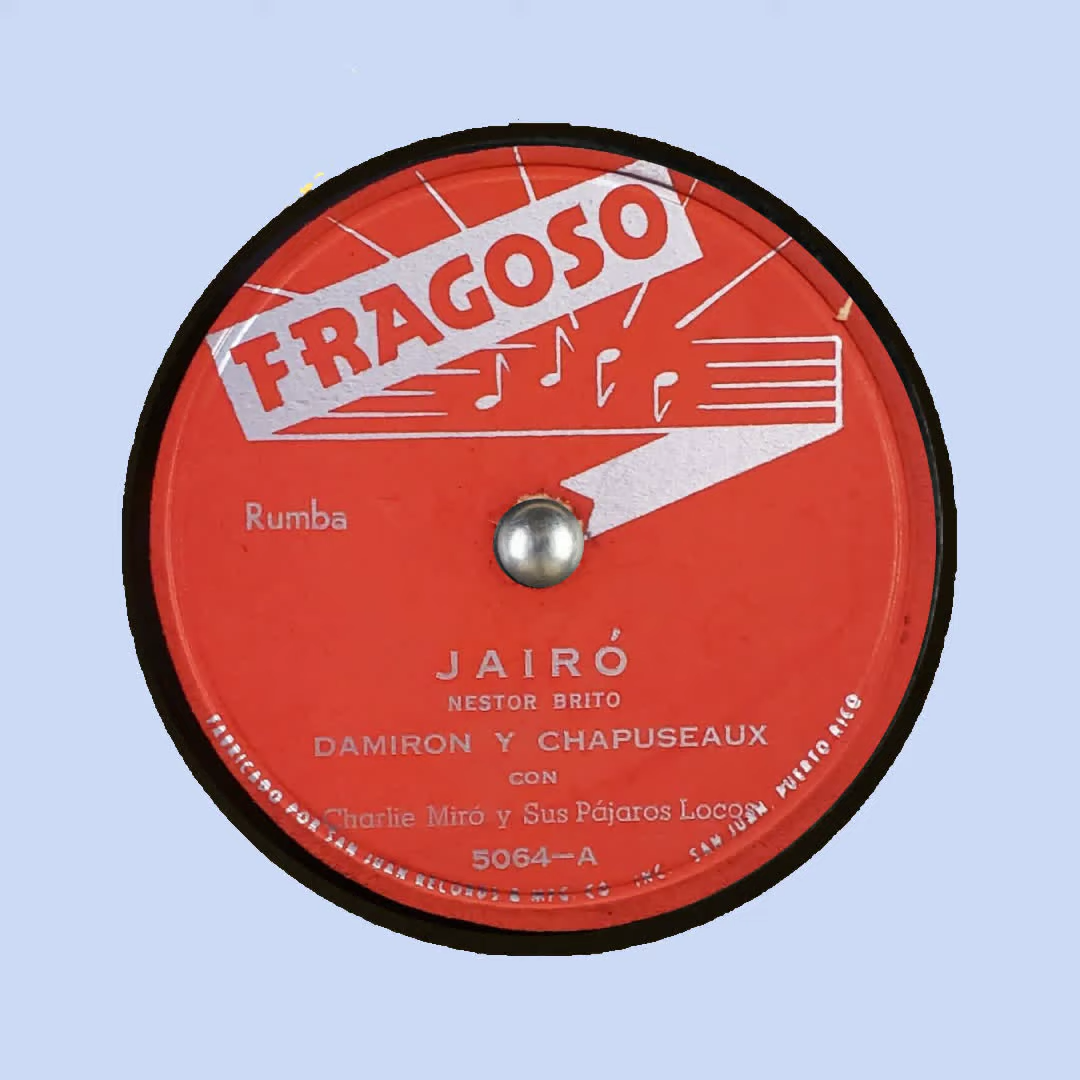 FRAGOSO
Rumba
JAIRÓ
NESTOR BRITO
DAMIRON Y CHAPUSEAUX
CON
Charlie Miró y Sus Pájaros Locos
5064-A
FABRICADO POR SAN JUAN RECORDS & MFG. CO INC. SAN JUAN, PUERTO RICO